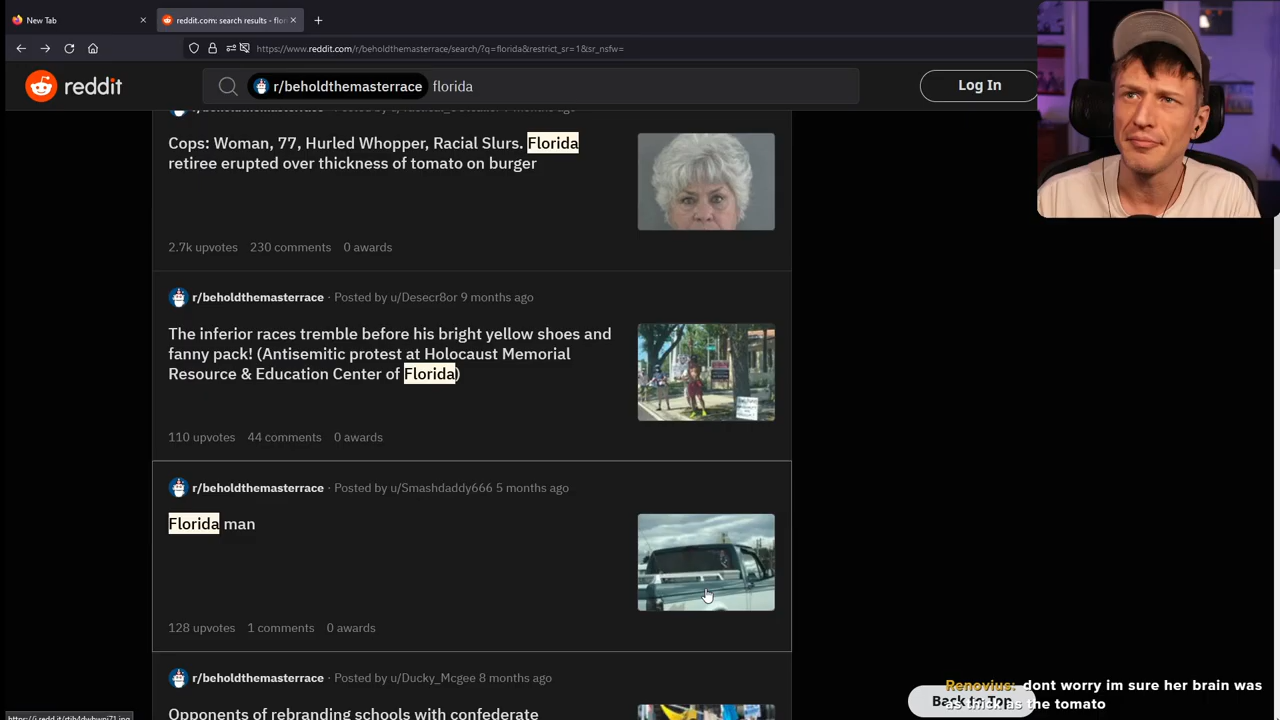 New Tab
reddit.com: search results - flor
https://www.reddit.com/r/beholdthemasterrace/search/?q=florida&restrict_sr=1&sr_nsfw=
reddit
r/beholdthemasterrace florida
Log In
Cops: Woman, 77, Hurled Whopper, Racial Slurs. Florida
retiree erupted over thickness of tomato on burger
2.7k upvotes 230 comments 0 awards
r/beholdthemasterrace · Posted by u/Desecr8or 9 months ago
The inferior races tremble before his bright yellow shoes and
fanny pack! (Antisemitic protest at Holocaust Memorial
Resource & Education Center of Florida)
110 upvotes 44 comments 0 awards
r/beholdthemasterrace · Posted by u/Smashdaddy666 5 months ago
Florida man
128 upvotes 1 comments 0 awards
r/beholdthemasterrace · Posted by u/Ducky_Mcgee 8 months ago
Opponents of rebranding schools with confederate
Back to Top
Renovius: dont worry im sure her brain was
as thick as the tomato